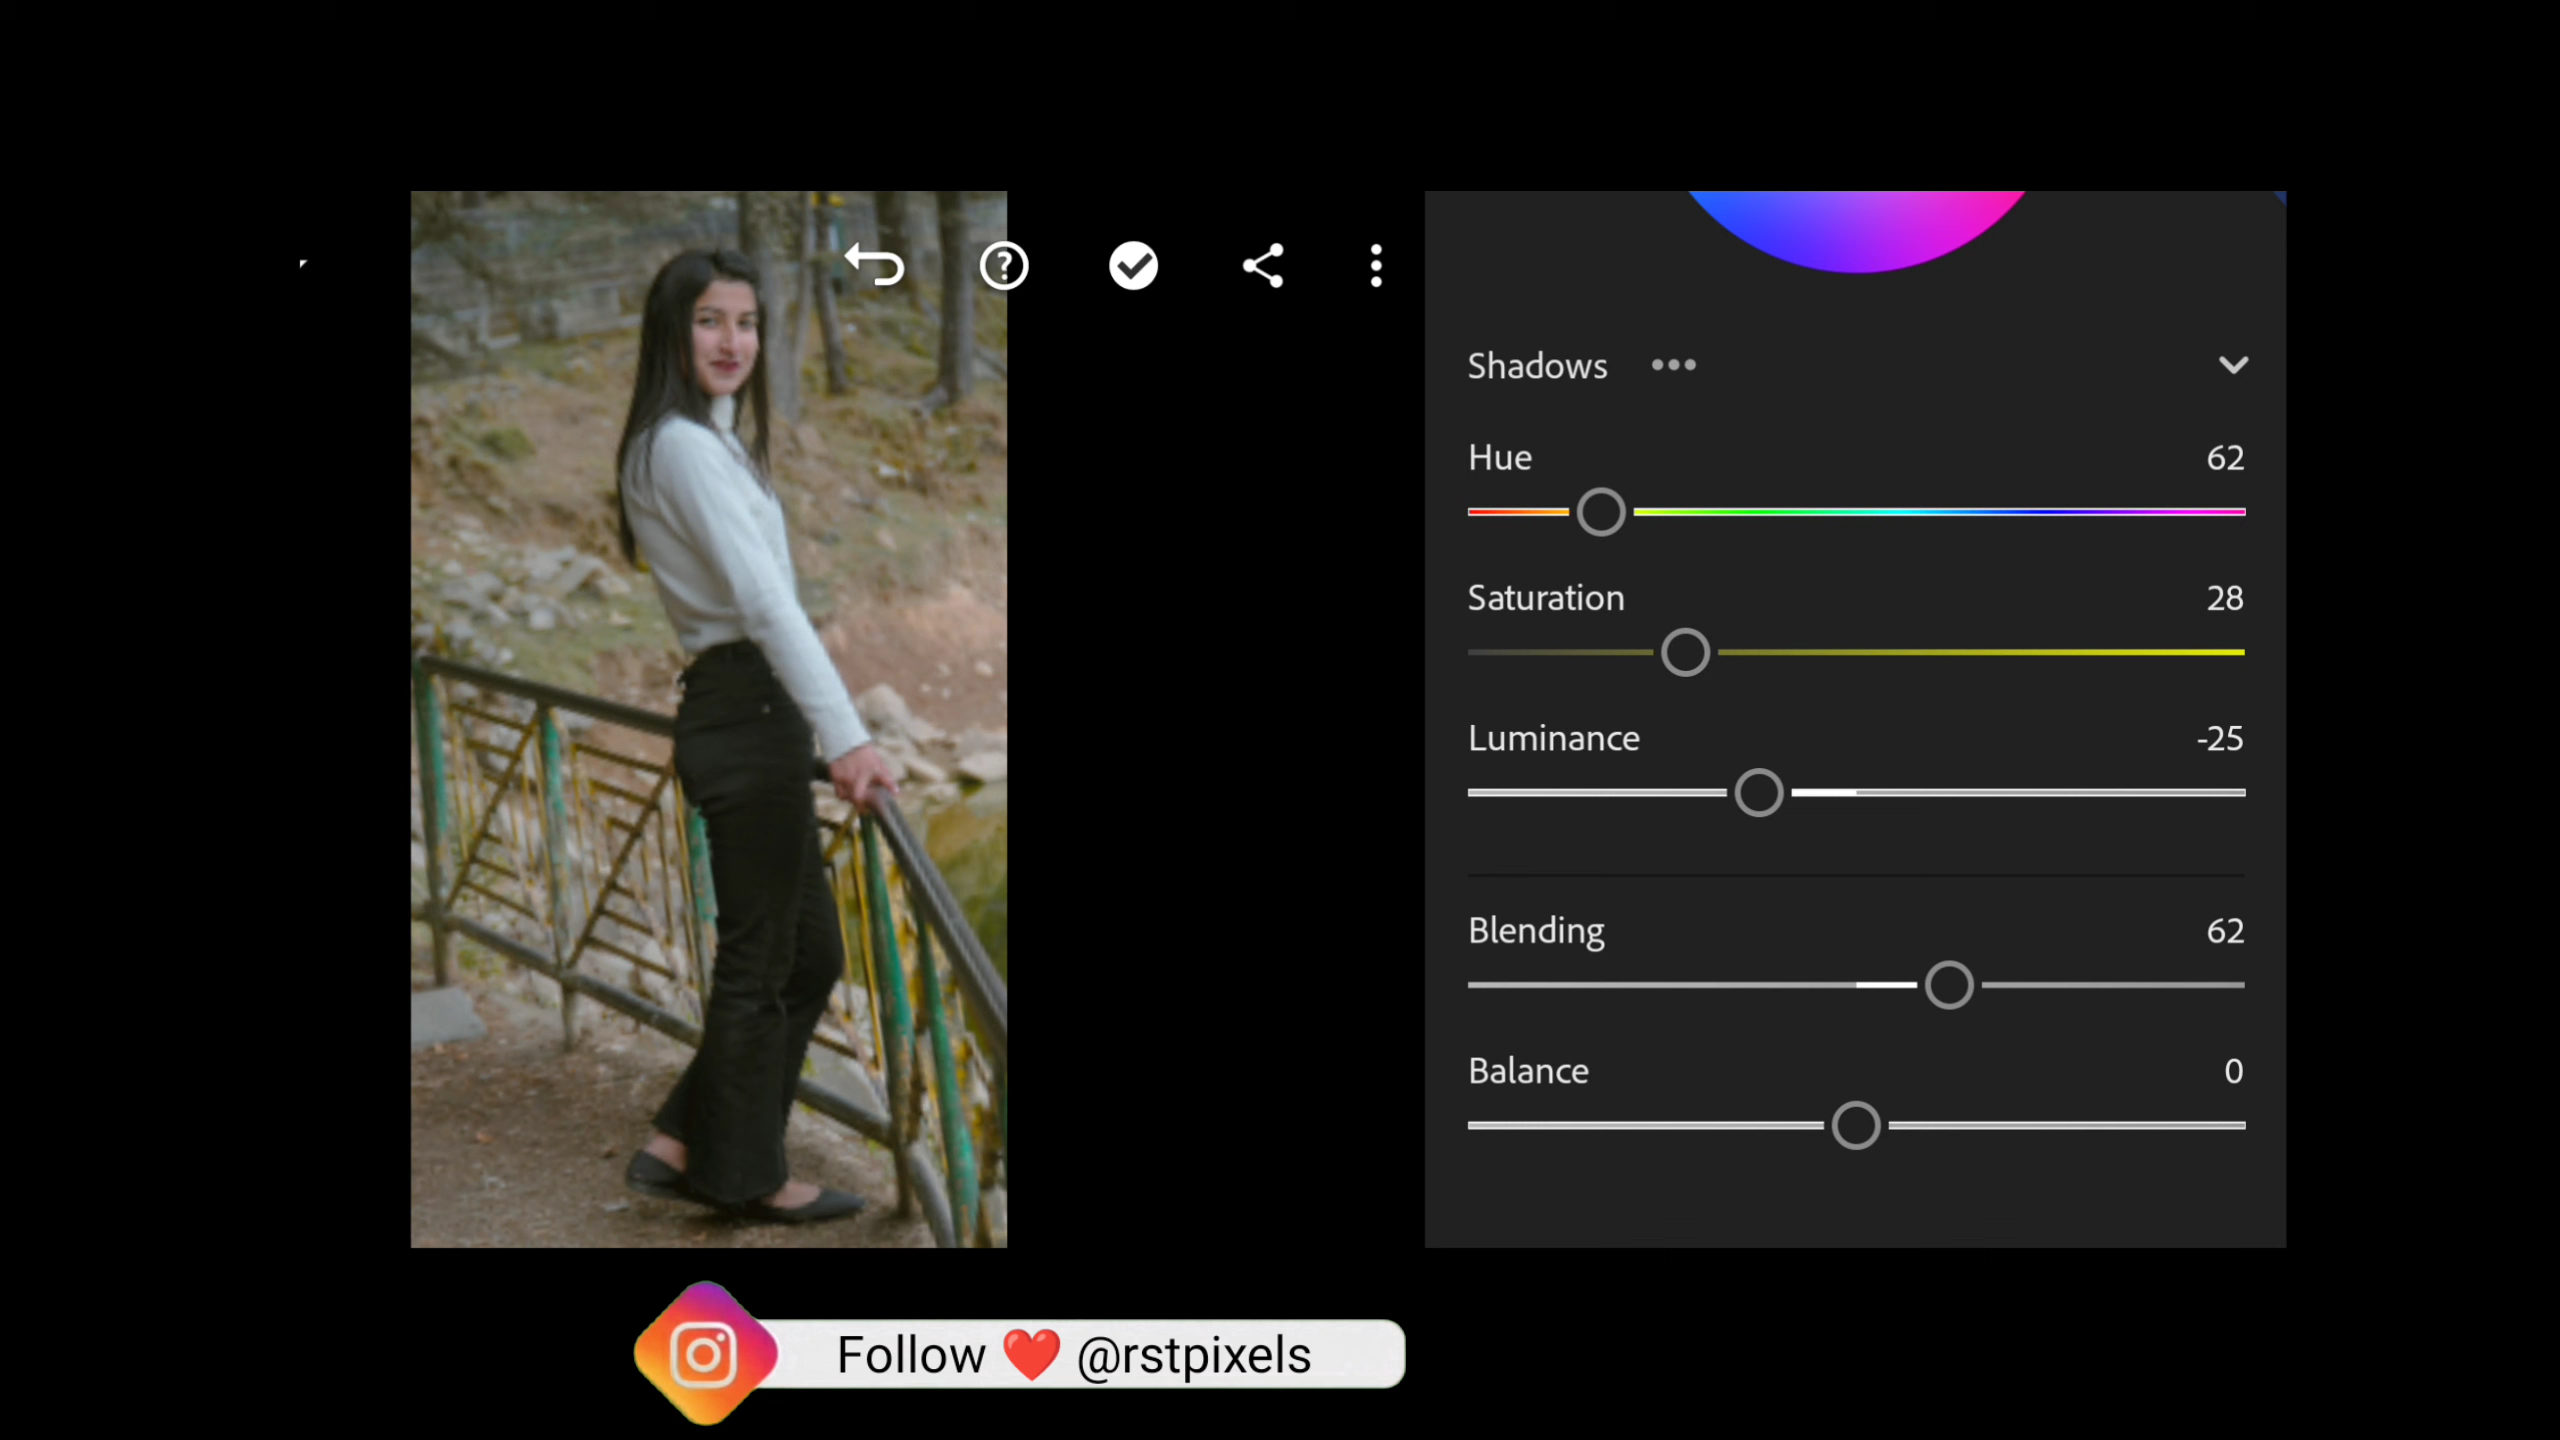 Shadows
Hue 62
Saturation 28
Luminance -25
Blending 62
Balance 0
Follow ❤️ @rstpixels